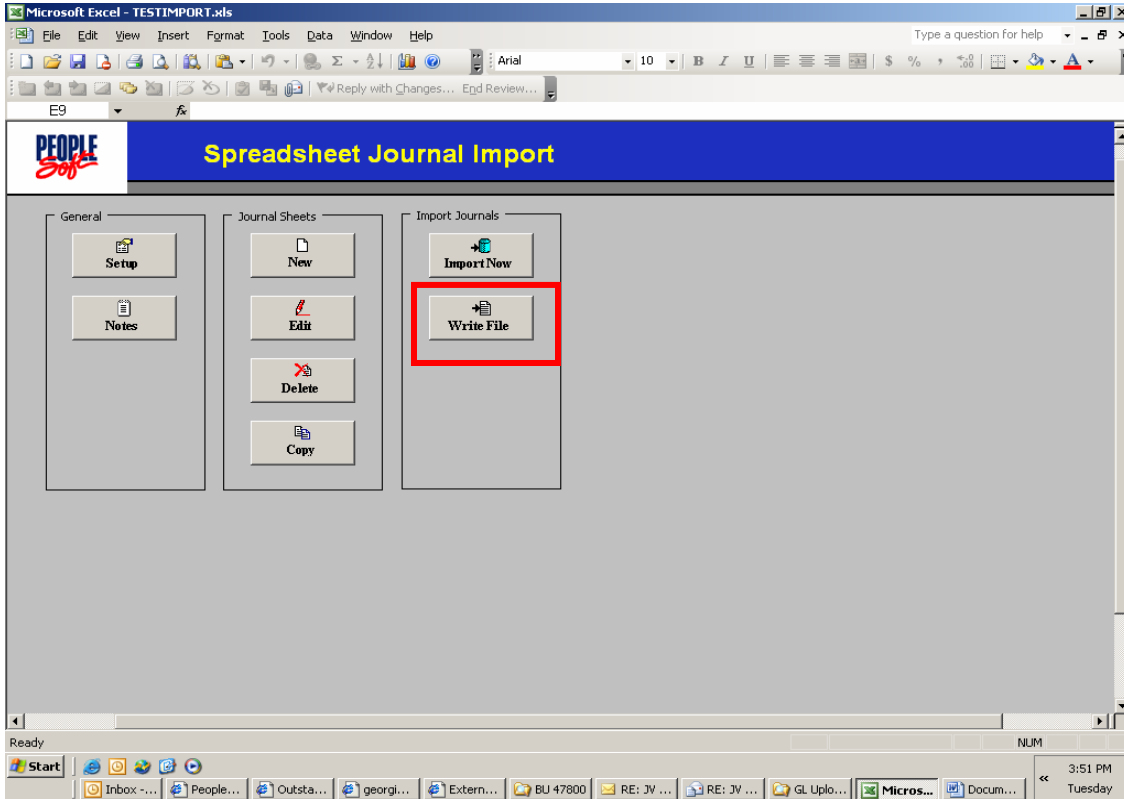 Microsoft Excel - TESTIMPORT.xls
File Edit View Insert Format Tools Data Window Help
Type a question for help
Arial 10 B I U $ % ,
Reply with Changes... End Review...
E9 fx
PEOPLE
Soft
Spreadsheet Journal Import
General
Journal Sheets
Import Journals
Setup
New
Import Now
Notes
Edit
Write File
Delete
Copy
Ready
NUM
Start
3:51 PM
Inbox -... People... Outsta... georgi... Extern... BU 47800 RE: JV ... RE: JV ... GL Uplo... Micros... Docum...
Tuesday